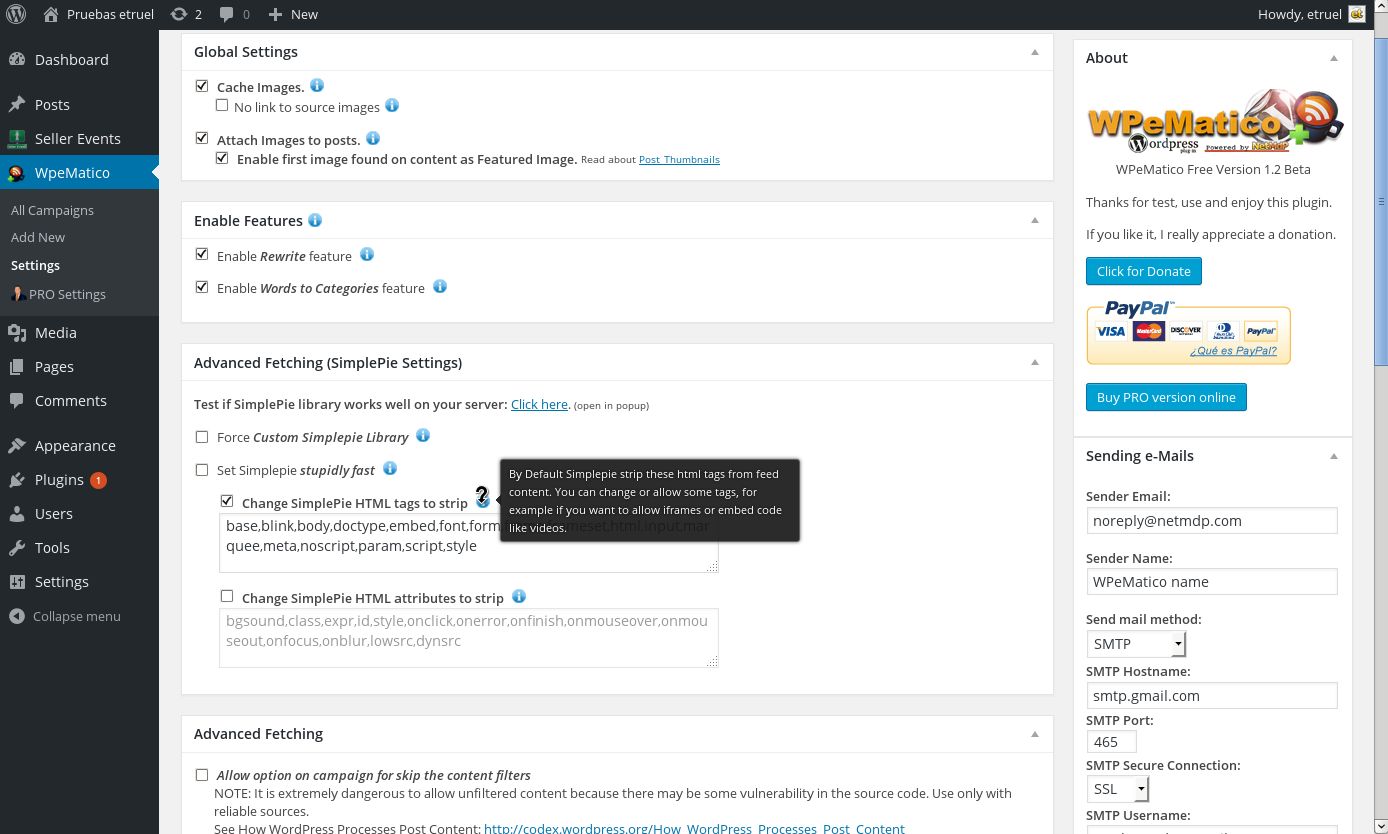 Pruebas etruel 2 0 New Howdy, etruel
Dashboard
Posts
Seller Events
WpeMatico
All Campaigns
Add New
Settings
PRO Settings
Media
Pages
Comments
Appearance
Plugins 1
Users
Tools
Settings
Collapse menu
Global Settings
Cache Images.
No link to source images
Attach Images to posts.
Enable first image found on content as Featured Image. Read about Post Thumbnails
Enable Features
Enable Rewrite feature
Enable Words to Categories feature
Advanced Fetching (SimplePie Settings)
Test if SimplePie library works well on your server: Click here. (open in popup)
Force Custom Simplepie Library
Set Simplepie stupidly fast
By Default Simplepie strip these html tags from feed
content. You can change or allow some tags, for
example if you want to allow iframes or embed code
like videos.
Change SimplePie HTML tags to strip
base,blink,body,doctype,embed,font,form,frame,frameset,html,input,mar
quee,meta,noscript,param,script,style
Change SimplePie HTML attributes to strip
bgsound,class,expr,id,style,onclick,onerror,onfinish,onmouseover,onmou
seout,onfocus,onblur,lowsrc,dynsrc
Advanced Fetching
Allow option on campaign for skip the content filters
NOTE: It is extremely dangerous to allow unfiltered content because there may be some vulnerability in the source code. Use only with
reliable sources.
See How WordPress Processes Post Content: http://codex.wordpress.org/How_WordPress_Processes_Post_Content
About
WPeMatico
Wordpress
plug-in Powered by NetMdP
WPeMatico Free Version 1.2 Beta
Thanks for test, use and enjoy this plugin.
If you like it, I really appreciate a donation.
Click for Donate
PayPal
VISA MasterCard DISCOVER PayPal
¿Qué es PayPal?
Buy PRO version online
Sending e-Mails
Sender Email:
noreply@netmdp.com
Sender Name:
WPeMatico name
Send mail method:
SMTP
SMTP Hostname:
smtp.gmail.com
SMTP Port:
465
SMTP Secure Connection:
SSL
SMTP Username: